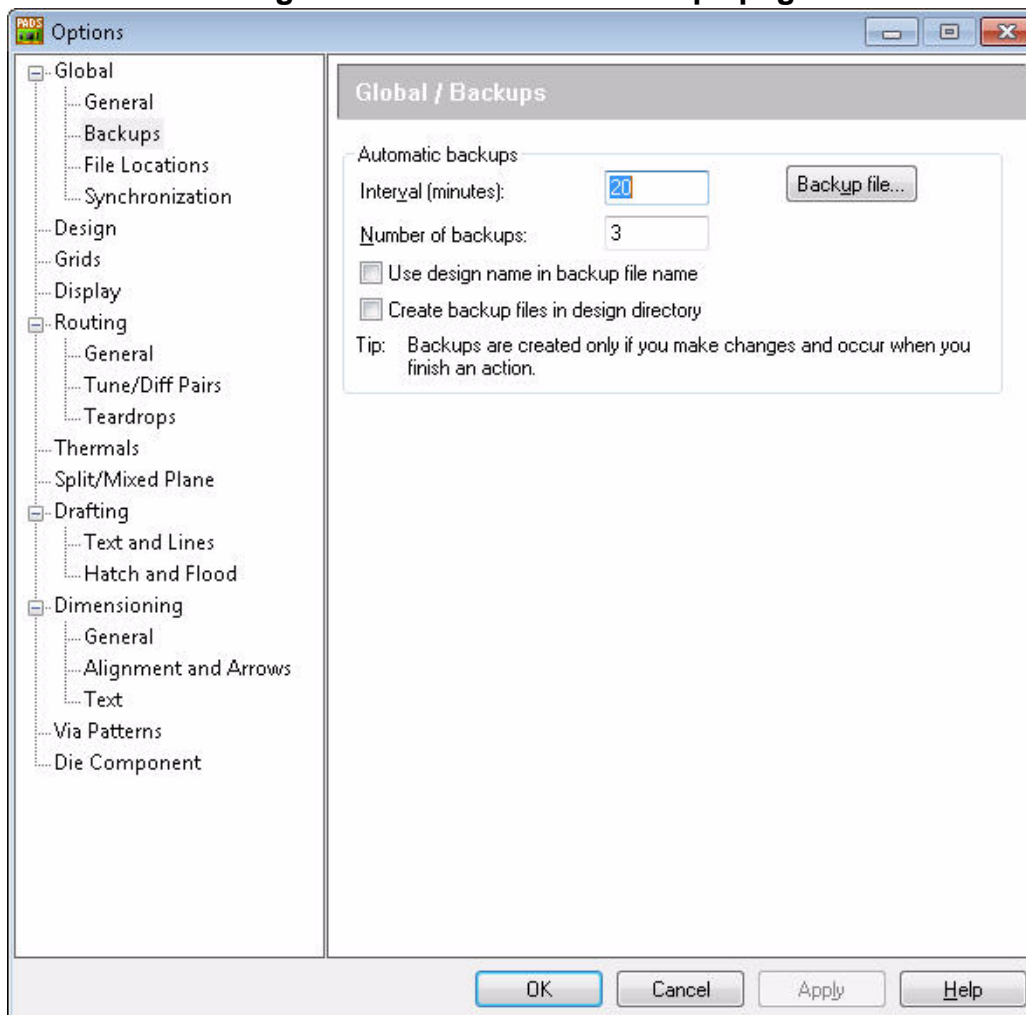 PADS
Options
Global
General
Backups
File Locations
Synchronization
Design
Grids
Display
Routing
General
Tune/Diff Pairs
Teardrops
Thermals
Split/Mixed Plane
Drafting
Text and Lines
Hatch and Flood
Dimensioning
General
Alignment and Arrows
Text
Via Patterns
Die Component
Global / Backups
Automatic backups
Interval (minutes): 20 Backup file...
Number of backups: 3
Use design name in backup file name
Create backup files in design directory
Tip: Backups are created only if you make changes and occur when you
finish an action.
OK Cancel Apply Help